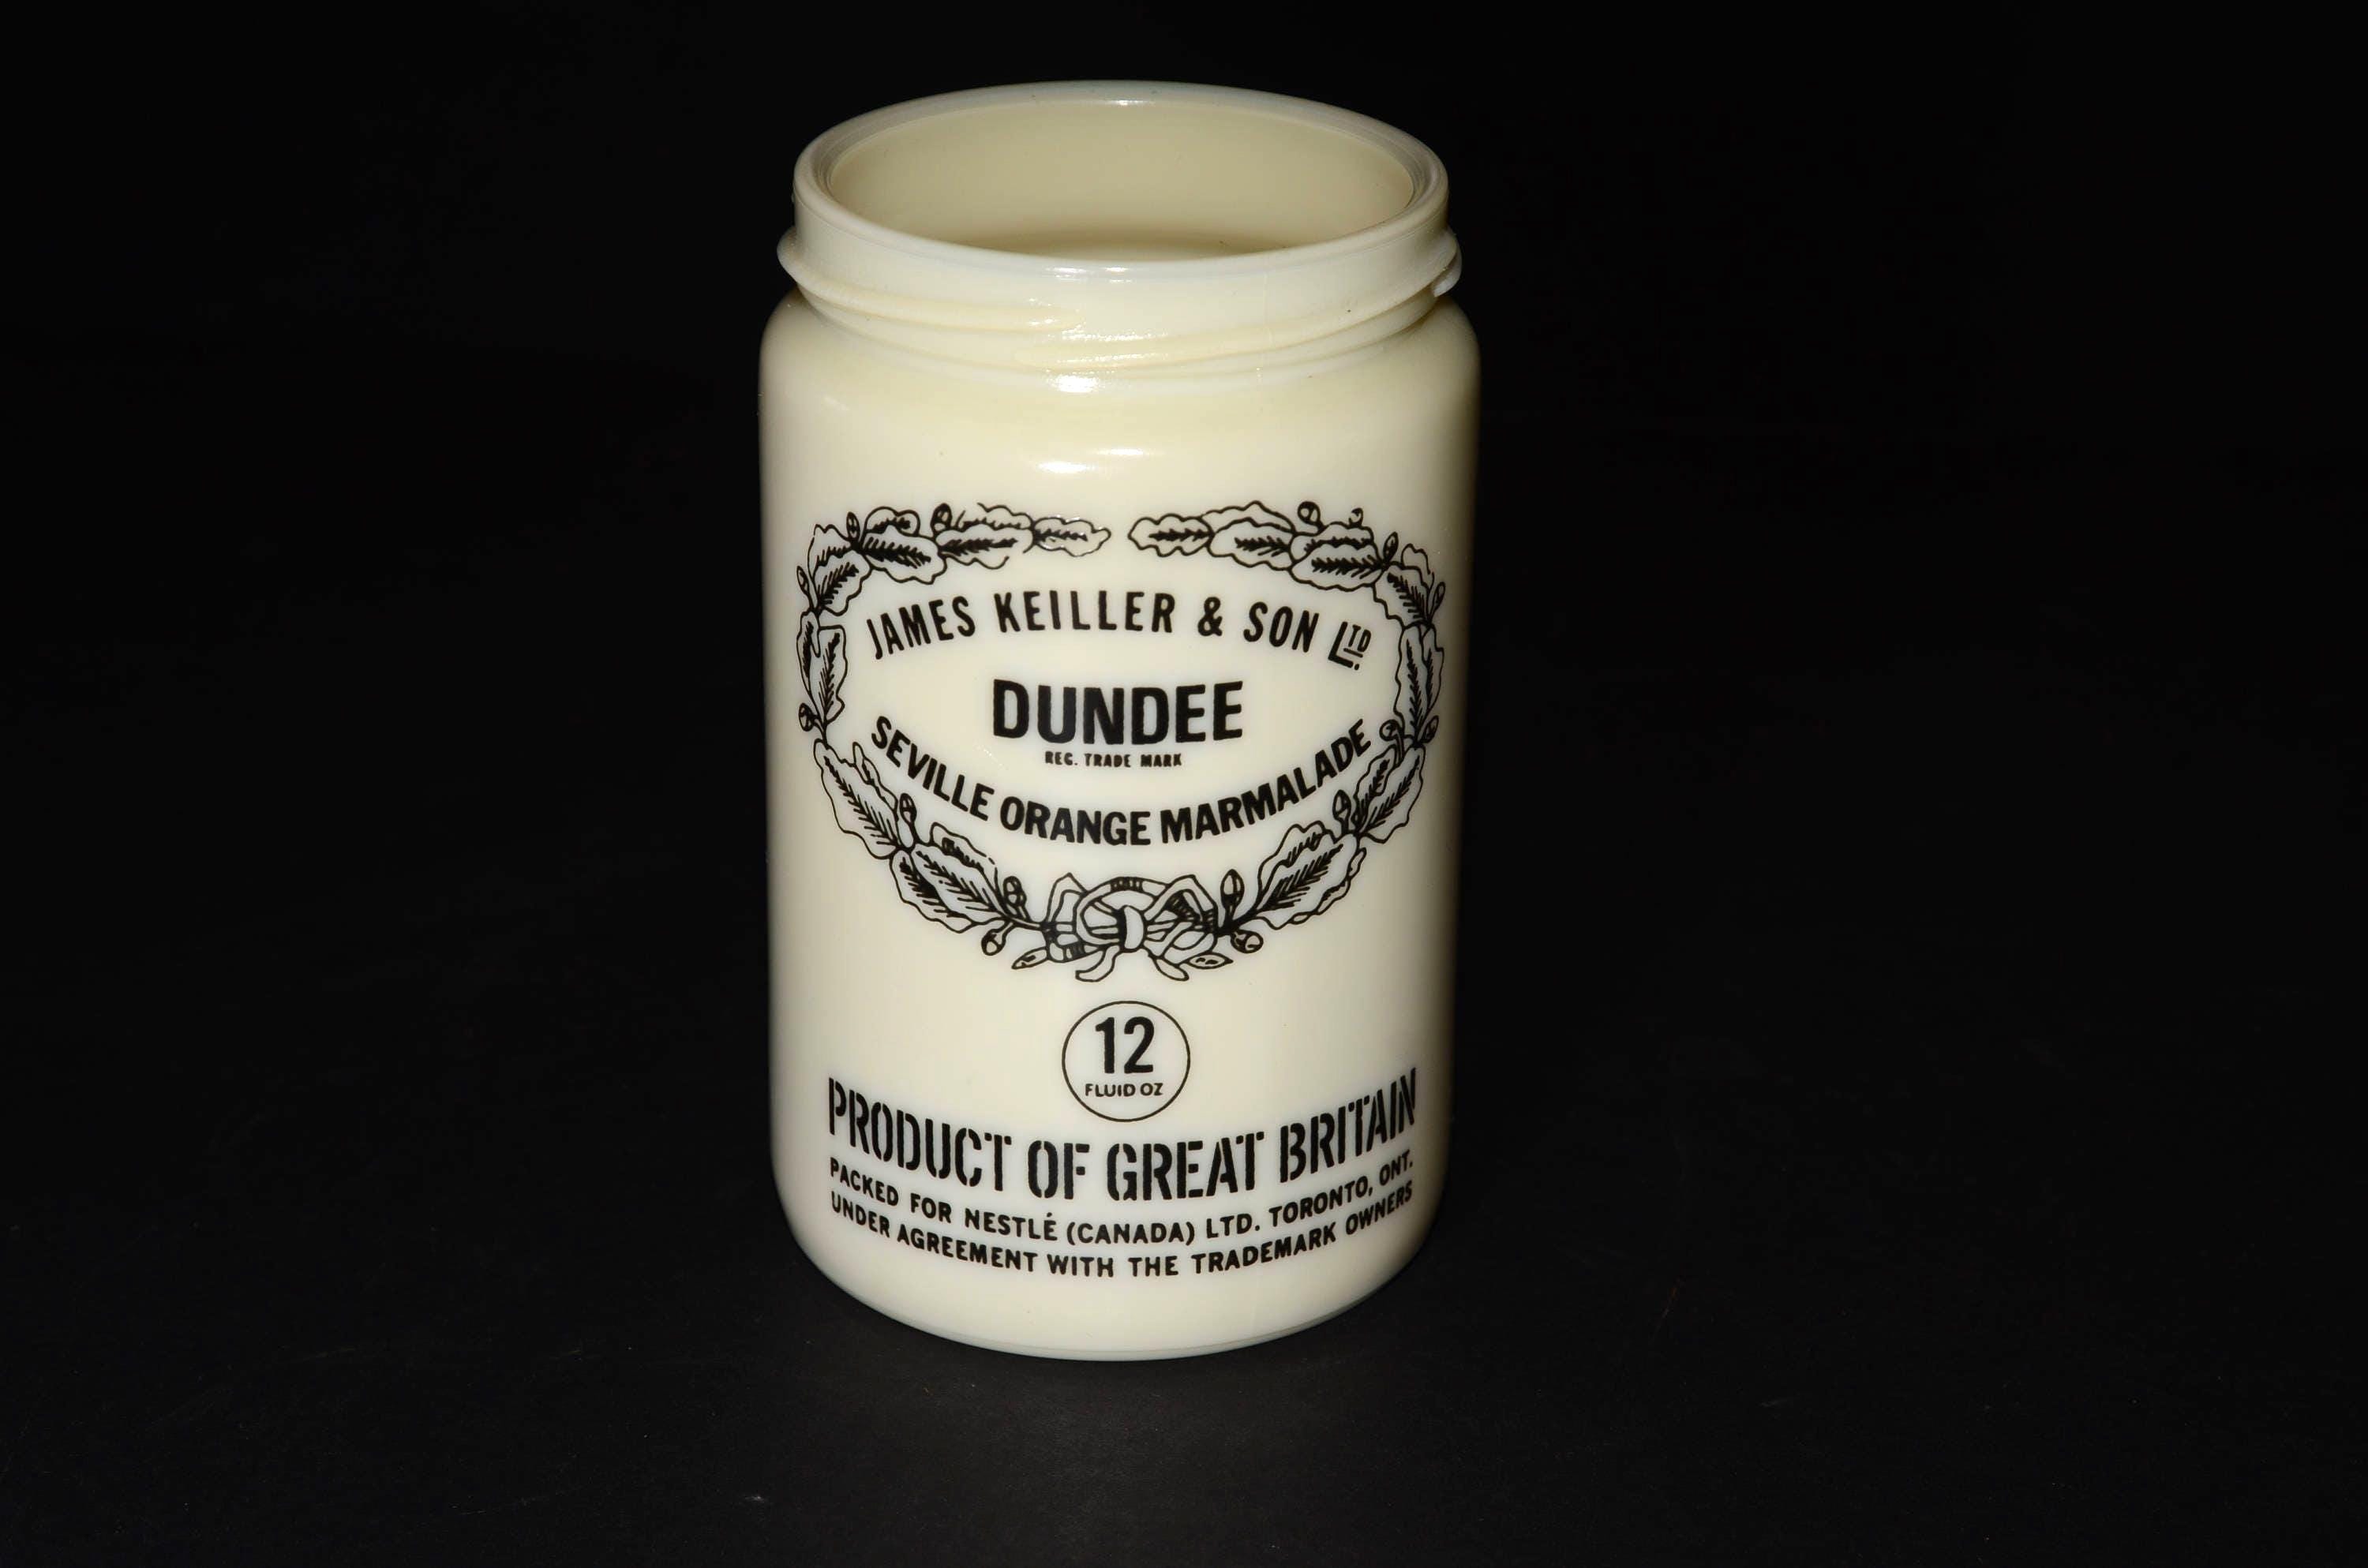 JAMES KEILLER & SON LTD.
DUNDEE
REG. TRADE MARK
SEVILLE ORANGE MARMALADE
12
FLUID OZ
PRODUCT OF GREAT BRITAIN
PACKED FOR NESTLÉ (CANADA) LTD. TORONTO, ONT.
UNDER AGREEMENT WITH THE TRADEMARK OWNERS